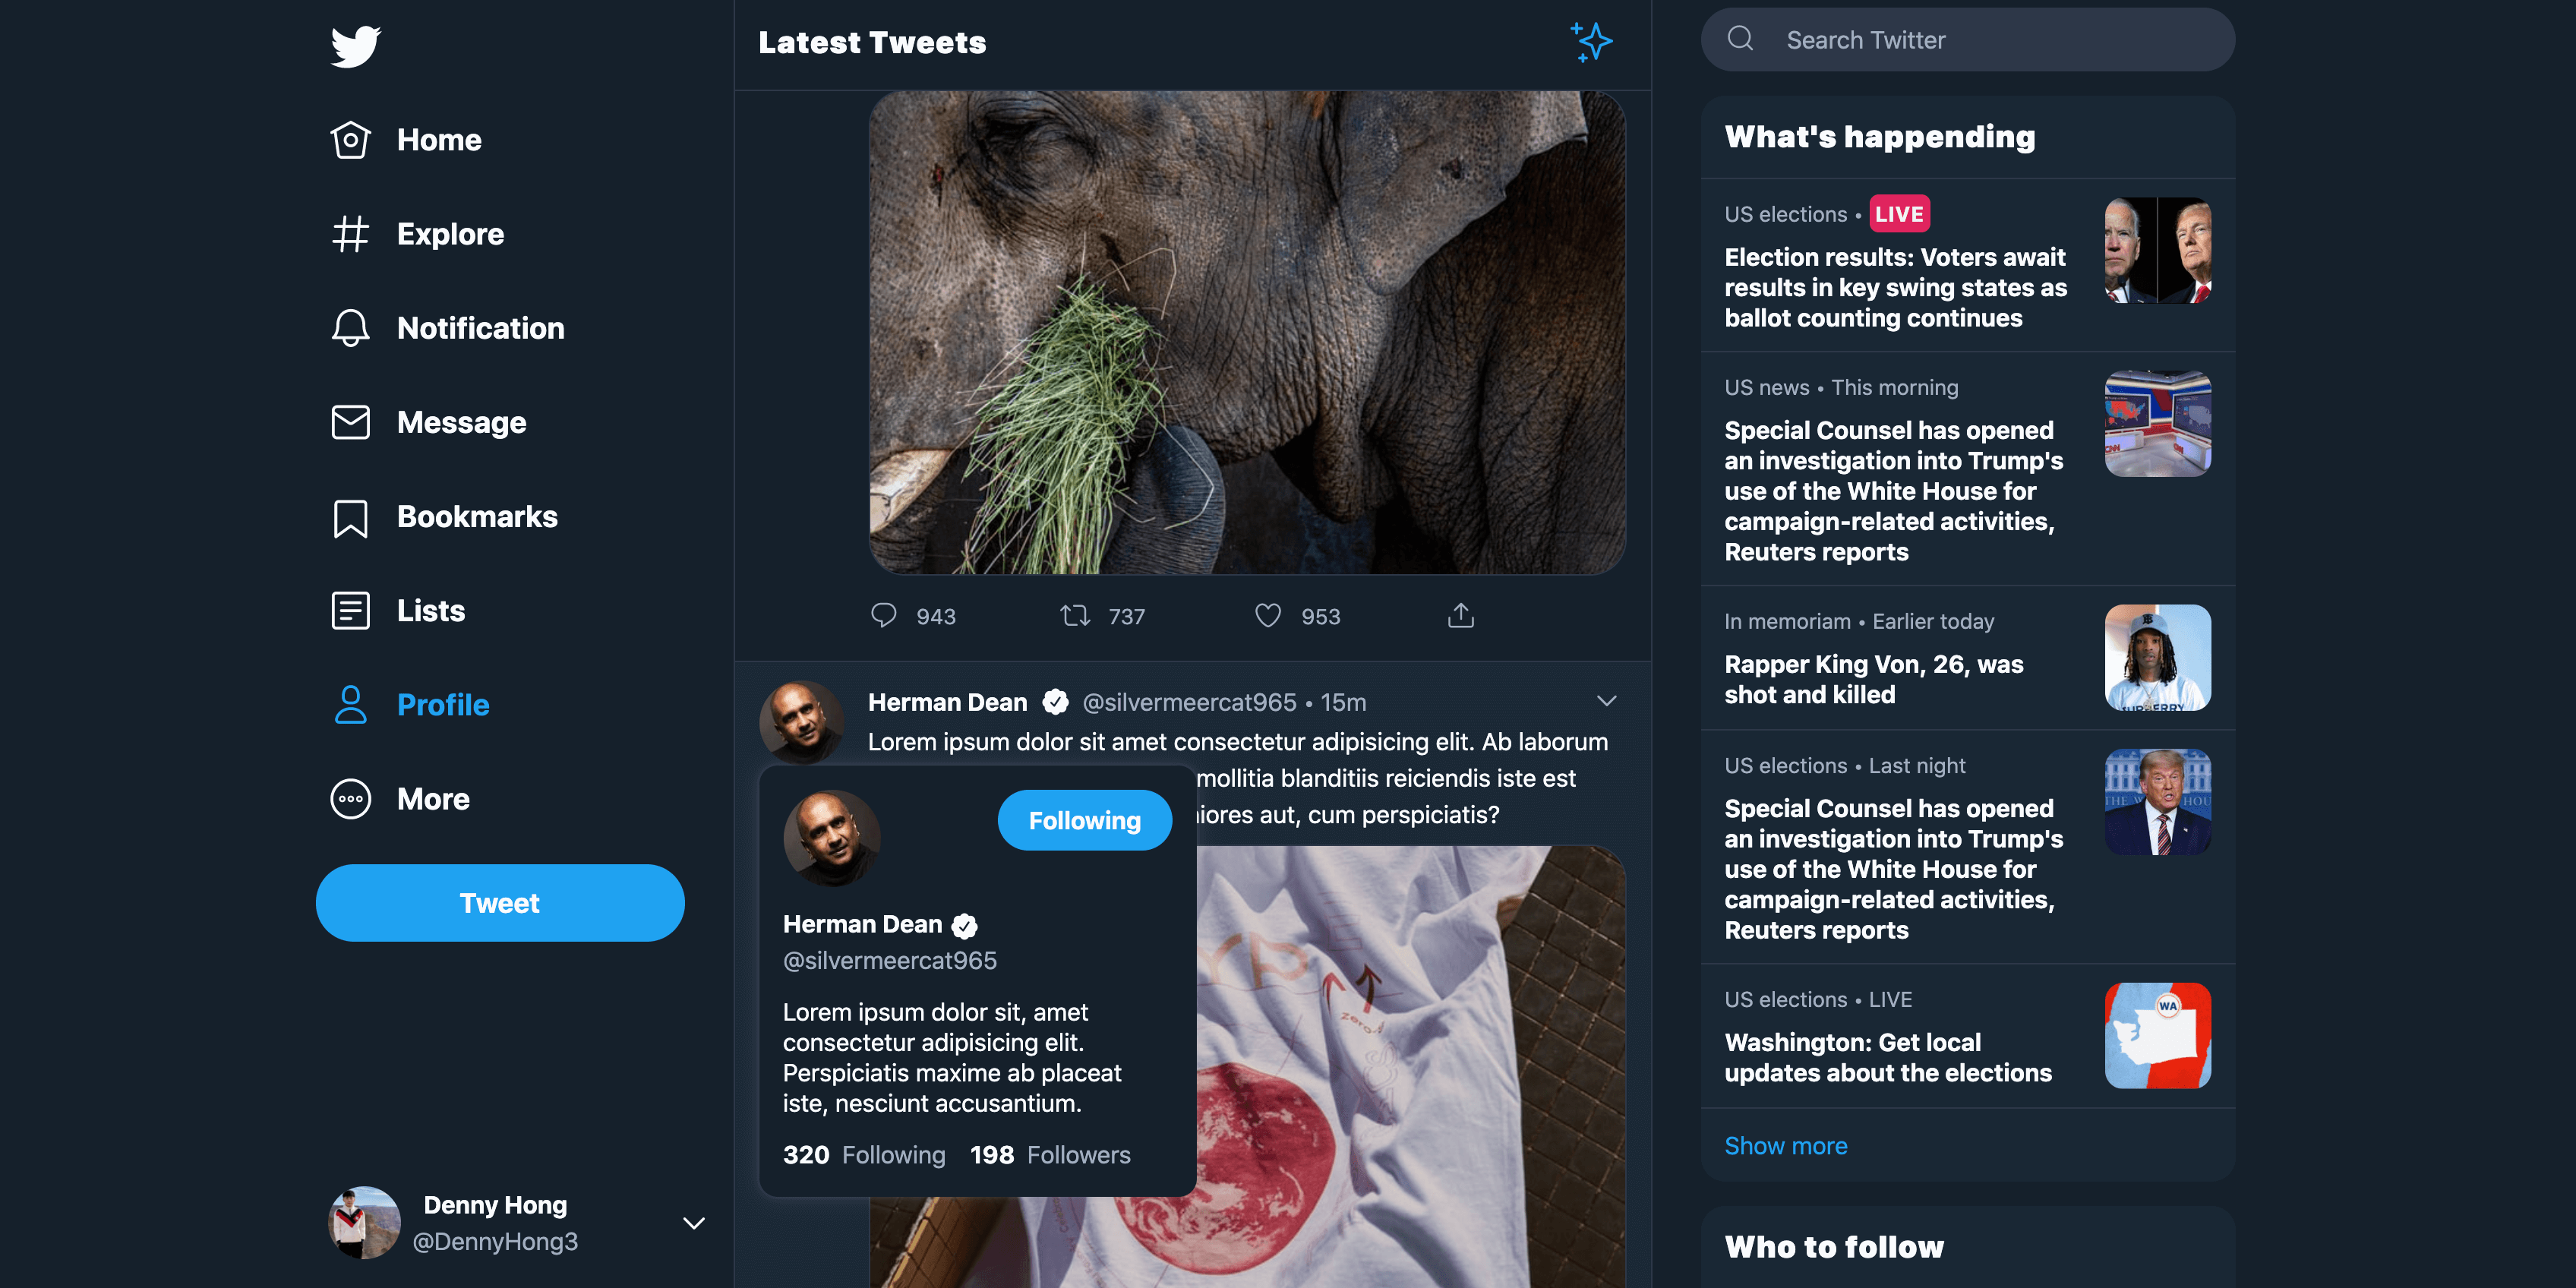 Home
Explore
Notification
Message
Bookmarks
Lists
Profile
More
Tweet
Denny Hong
@DennyHong3
Latest Tweets
943 737 953
Herman Dean @silvermeercat965 • 15m
Lorem ipsum dolor sit amet consectetur adipisicing elit. Ab laborum
mollitia blanditiis reiciendis iste est
iores aut, cum perspiciatis?
Following
Herman Dean
@silvermeercat965
Lorem ipsum dolor sit, amet
consectetur adipisicing elit.
Perspiciatis maxime ab placeat
iste, nesciunt accusantium.
320 Following 198 Followers
Search Twitter
What's happending
US elections • LIVE
Election results: Voters await
results in key swing states as
ballot counting continues
US news • This morning
Special Counsel has opened
an investigation into Trump's
use of the White House for
campaign-related activities,
Reuters reports
CNN
In memoriam • Earlier today
Rapper King Von, 26, was
shot and killed
US elections • Last night
Special Counsel has opened
an investigation into Trump's
use of the White House for
campaign-related activities,
Reuters reports
US elections • LIVE
Washington: Get local
updates about the elections
WA
Show more
Who to follow